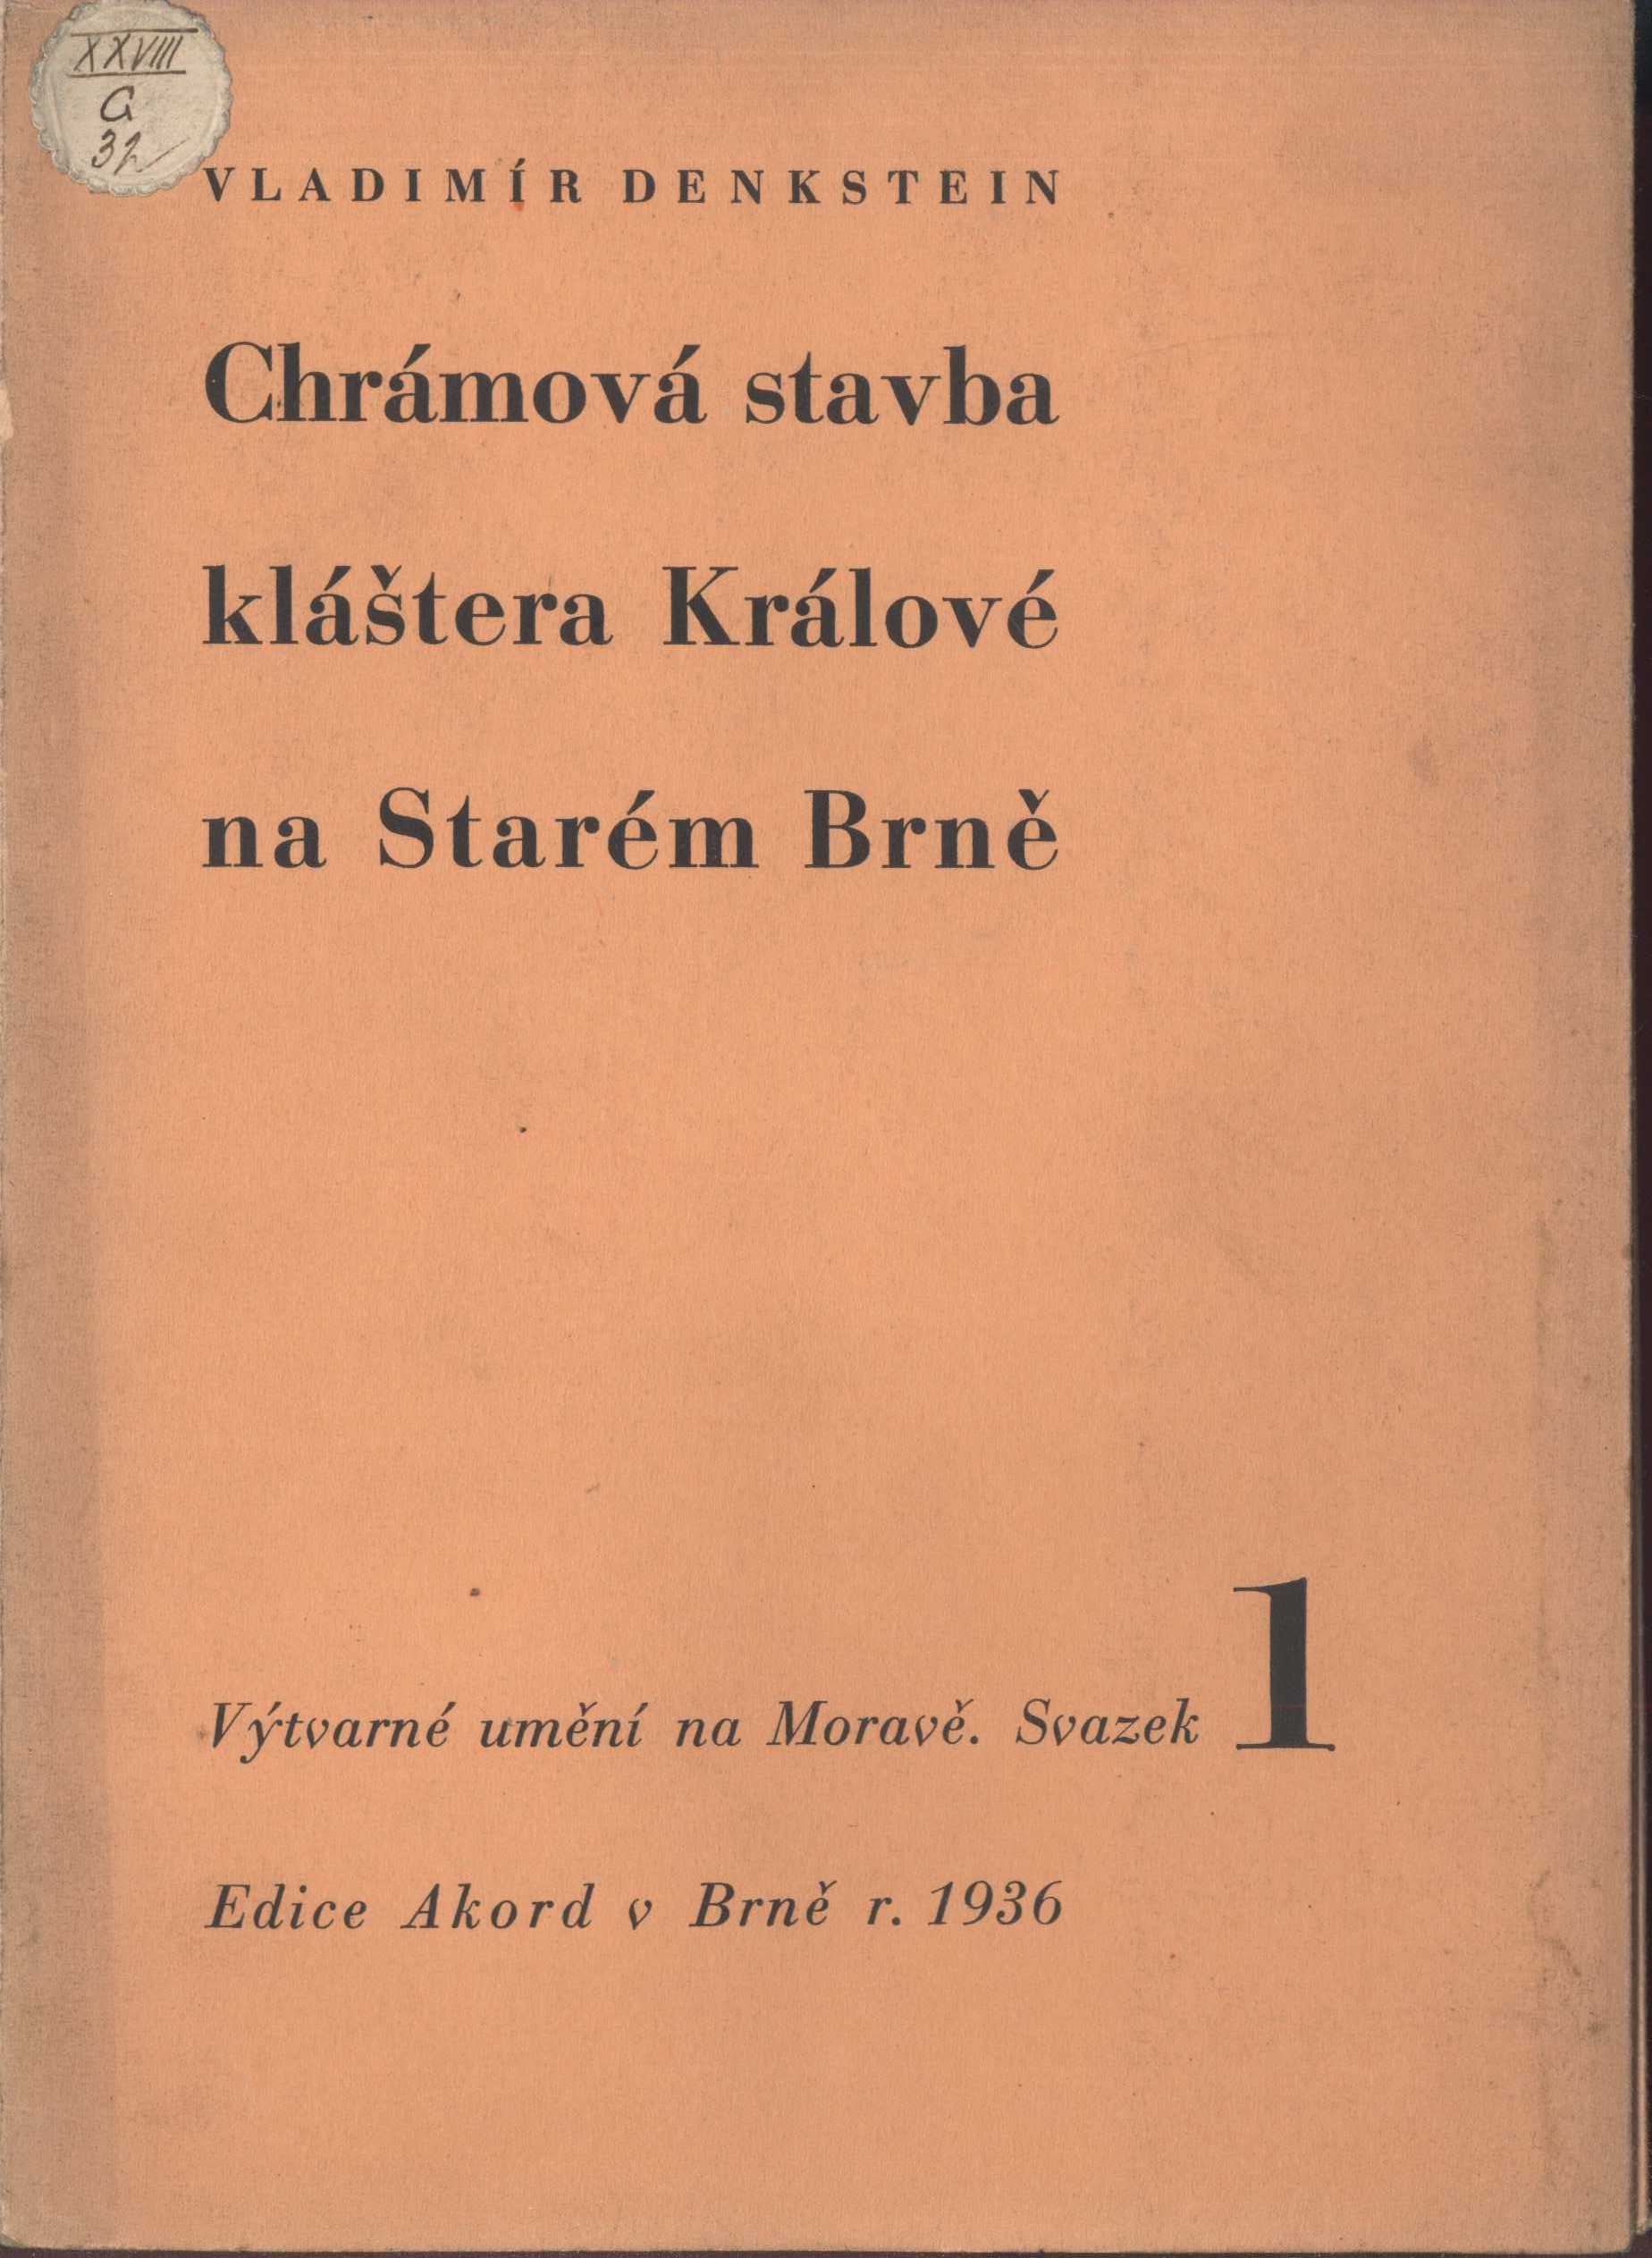 XXVIII
G
32
VLADIMÍR DENKSTEIN
Chrámová stavba
kláštera Králové
na Starém Brně
Výtvarné umění na Moravě. Svazek 1
Edice Akord v Brně r. 1936